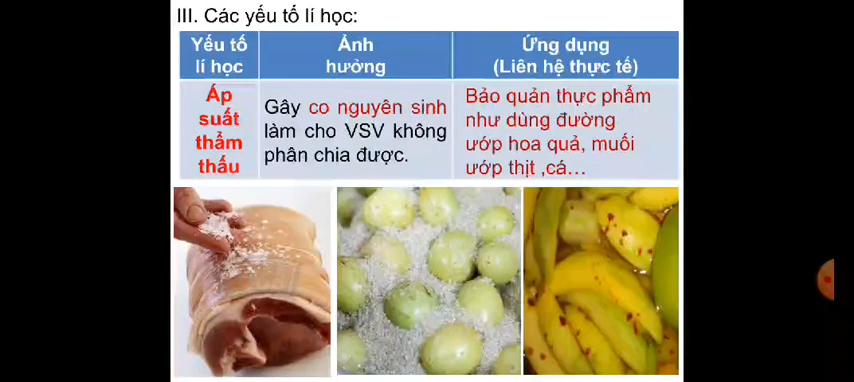 III. Các yếu tố lí học:
Yếu tố
lí học
Ảnh
hưởng
Ứng dụng
(Liên hệ thực tế)
Áp
suất
thẩm
thấu
Gây co nguyên sinh
làm cho VSV không
phân chia được.
Bảo quản thực phẩm
như dùng đường
ướp hoa quả, muối
ướp thịt ,cá…